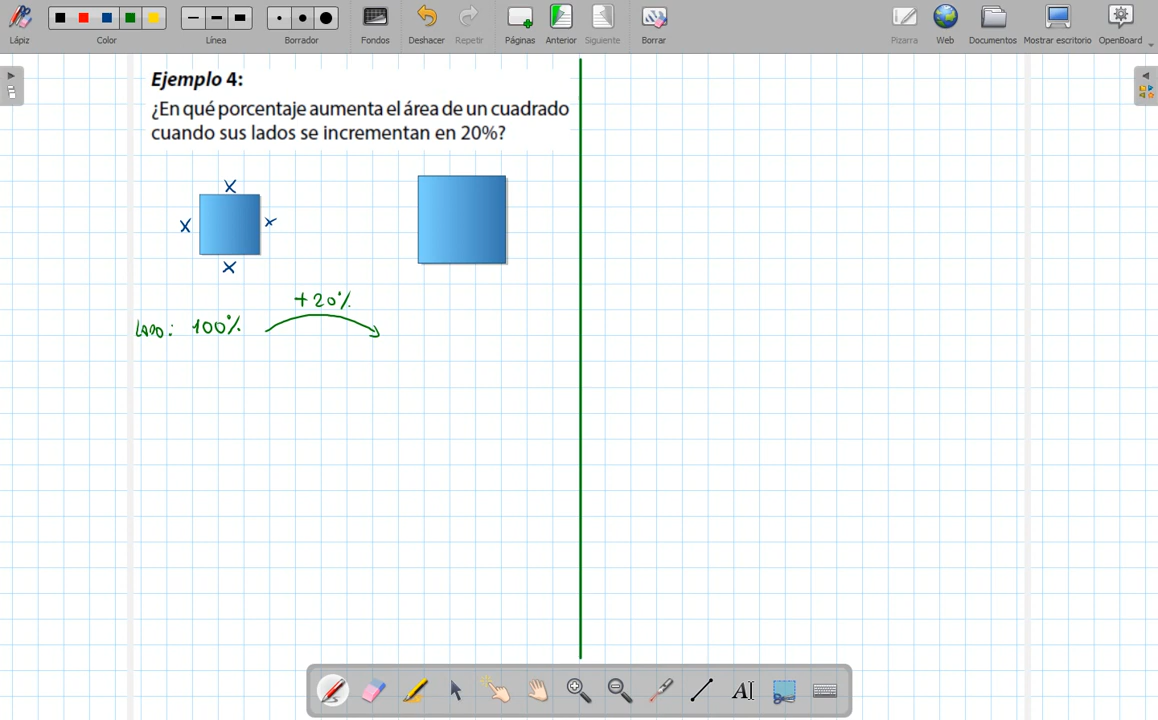 Lápiz
Color
Línea
Borrador
Fondos
Deshacer
Repetir
Páginas
Anterior
Siguiente
Borrar
Pizarra
Web
Documentos
Mostrar escritorio
OpenBoard
Ejemplo 4:
¿En qué porcentaje aumenta el área de un cuadrado
cuando sus lados se incrementan en 20%?
x
x
x
x
+20%
LADO: 100%